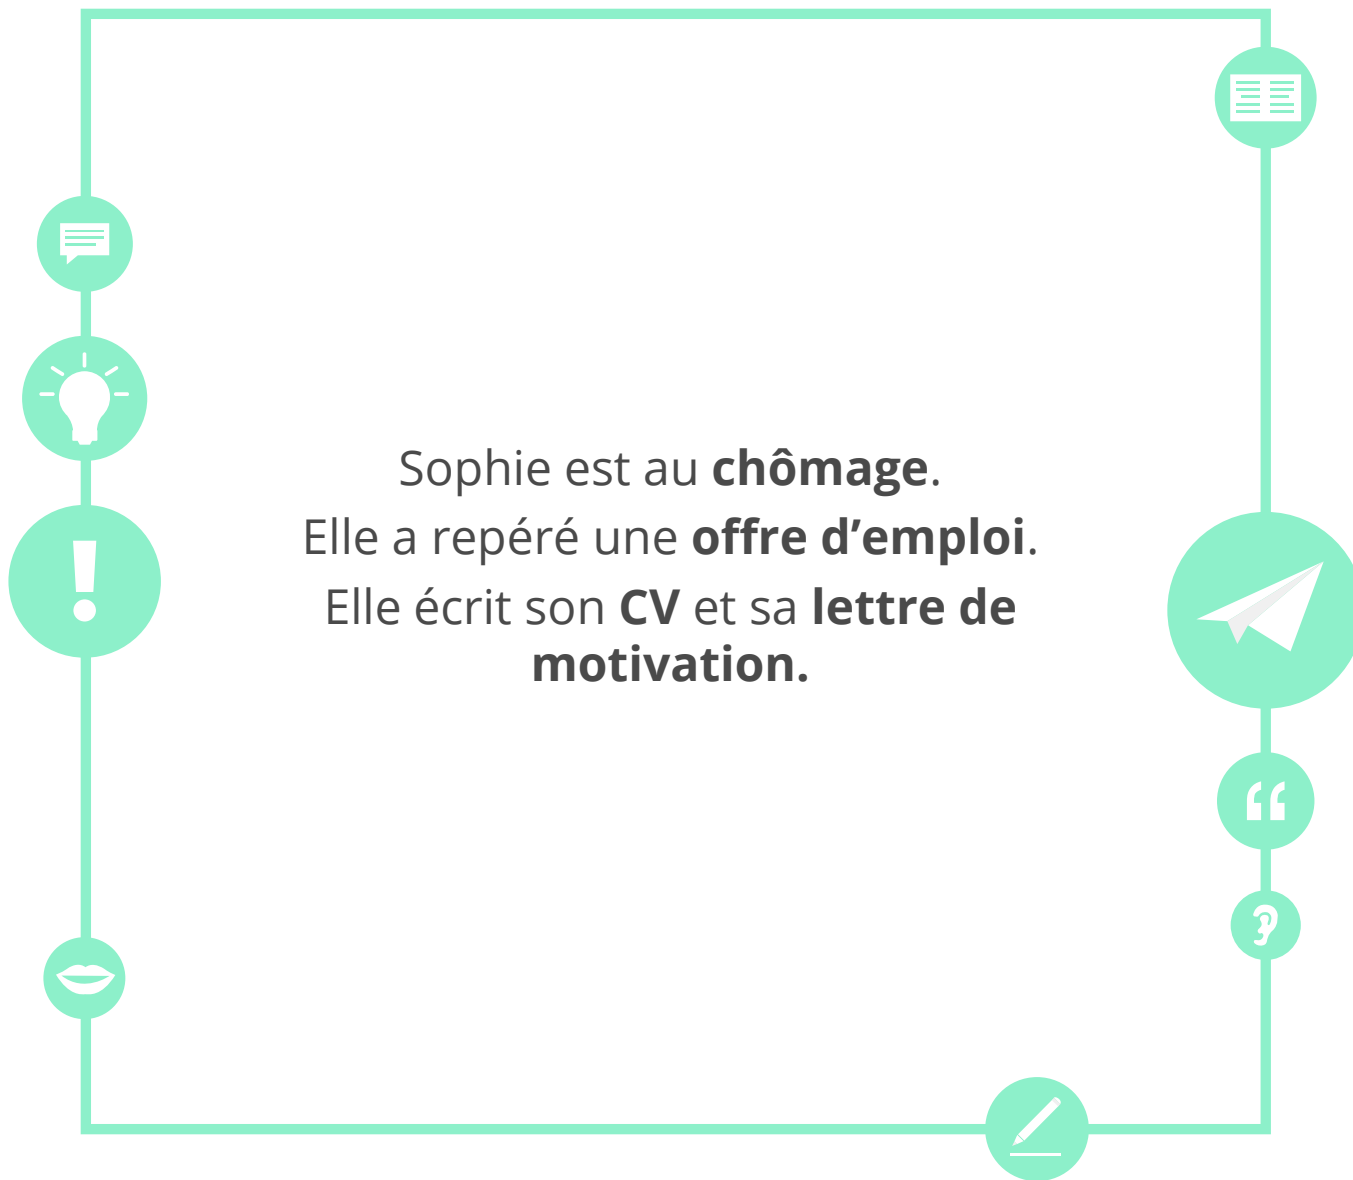 Sophie est au chômage.
Elle a repéré une offre d’emploi.
Elle écrit son CV et sa lettre de
motivation.